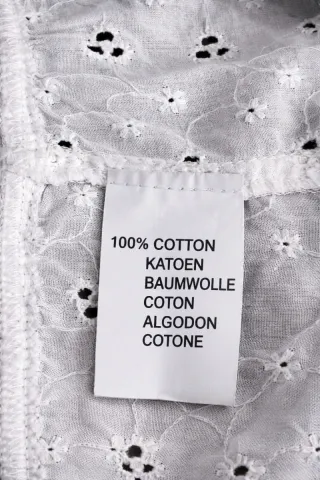 100% COTTON
KATOEN
BAUMWOLLE
COTON
ALGODON
COTONE